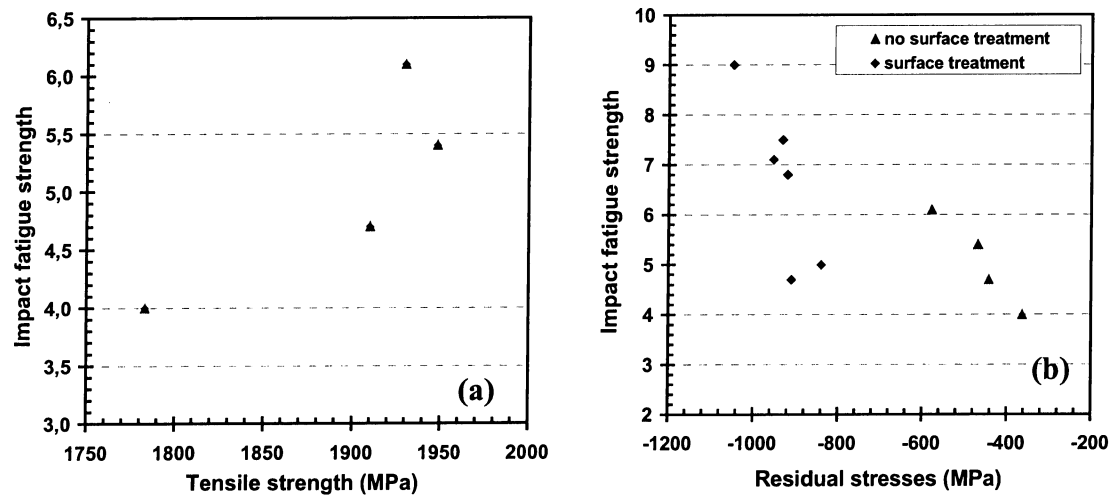 6,5
6,0
5,5
5,0
4,5
4,0
3,5
3,0
Impact fatigue strength
1750 1800 1850 1900 1950 2000
Tensile strength (MPa)
(a)
10
9
8
7
6
5
4
3
2
Impact fatigue strength
no surface treatment
surface treatment
(b)
-1200 -1000 -800 -600 -400 -200
Residual stresses (MPa)